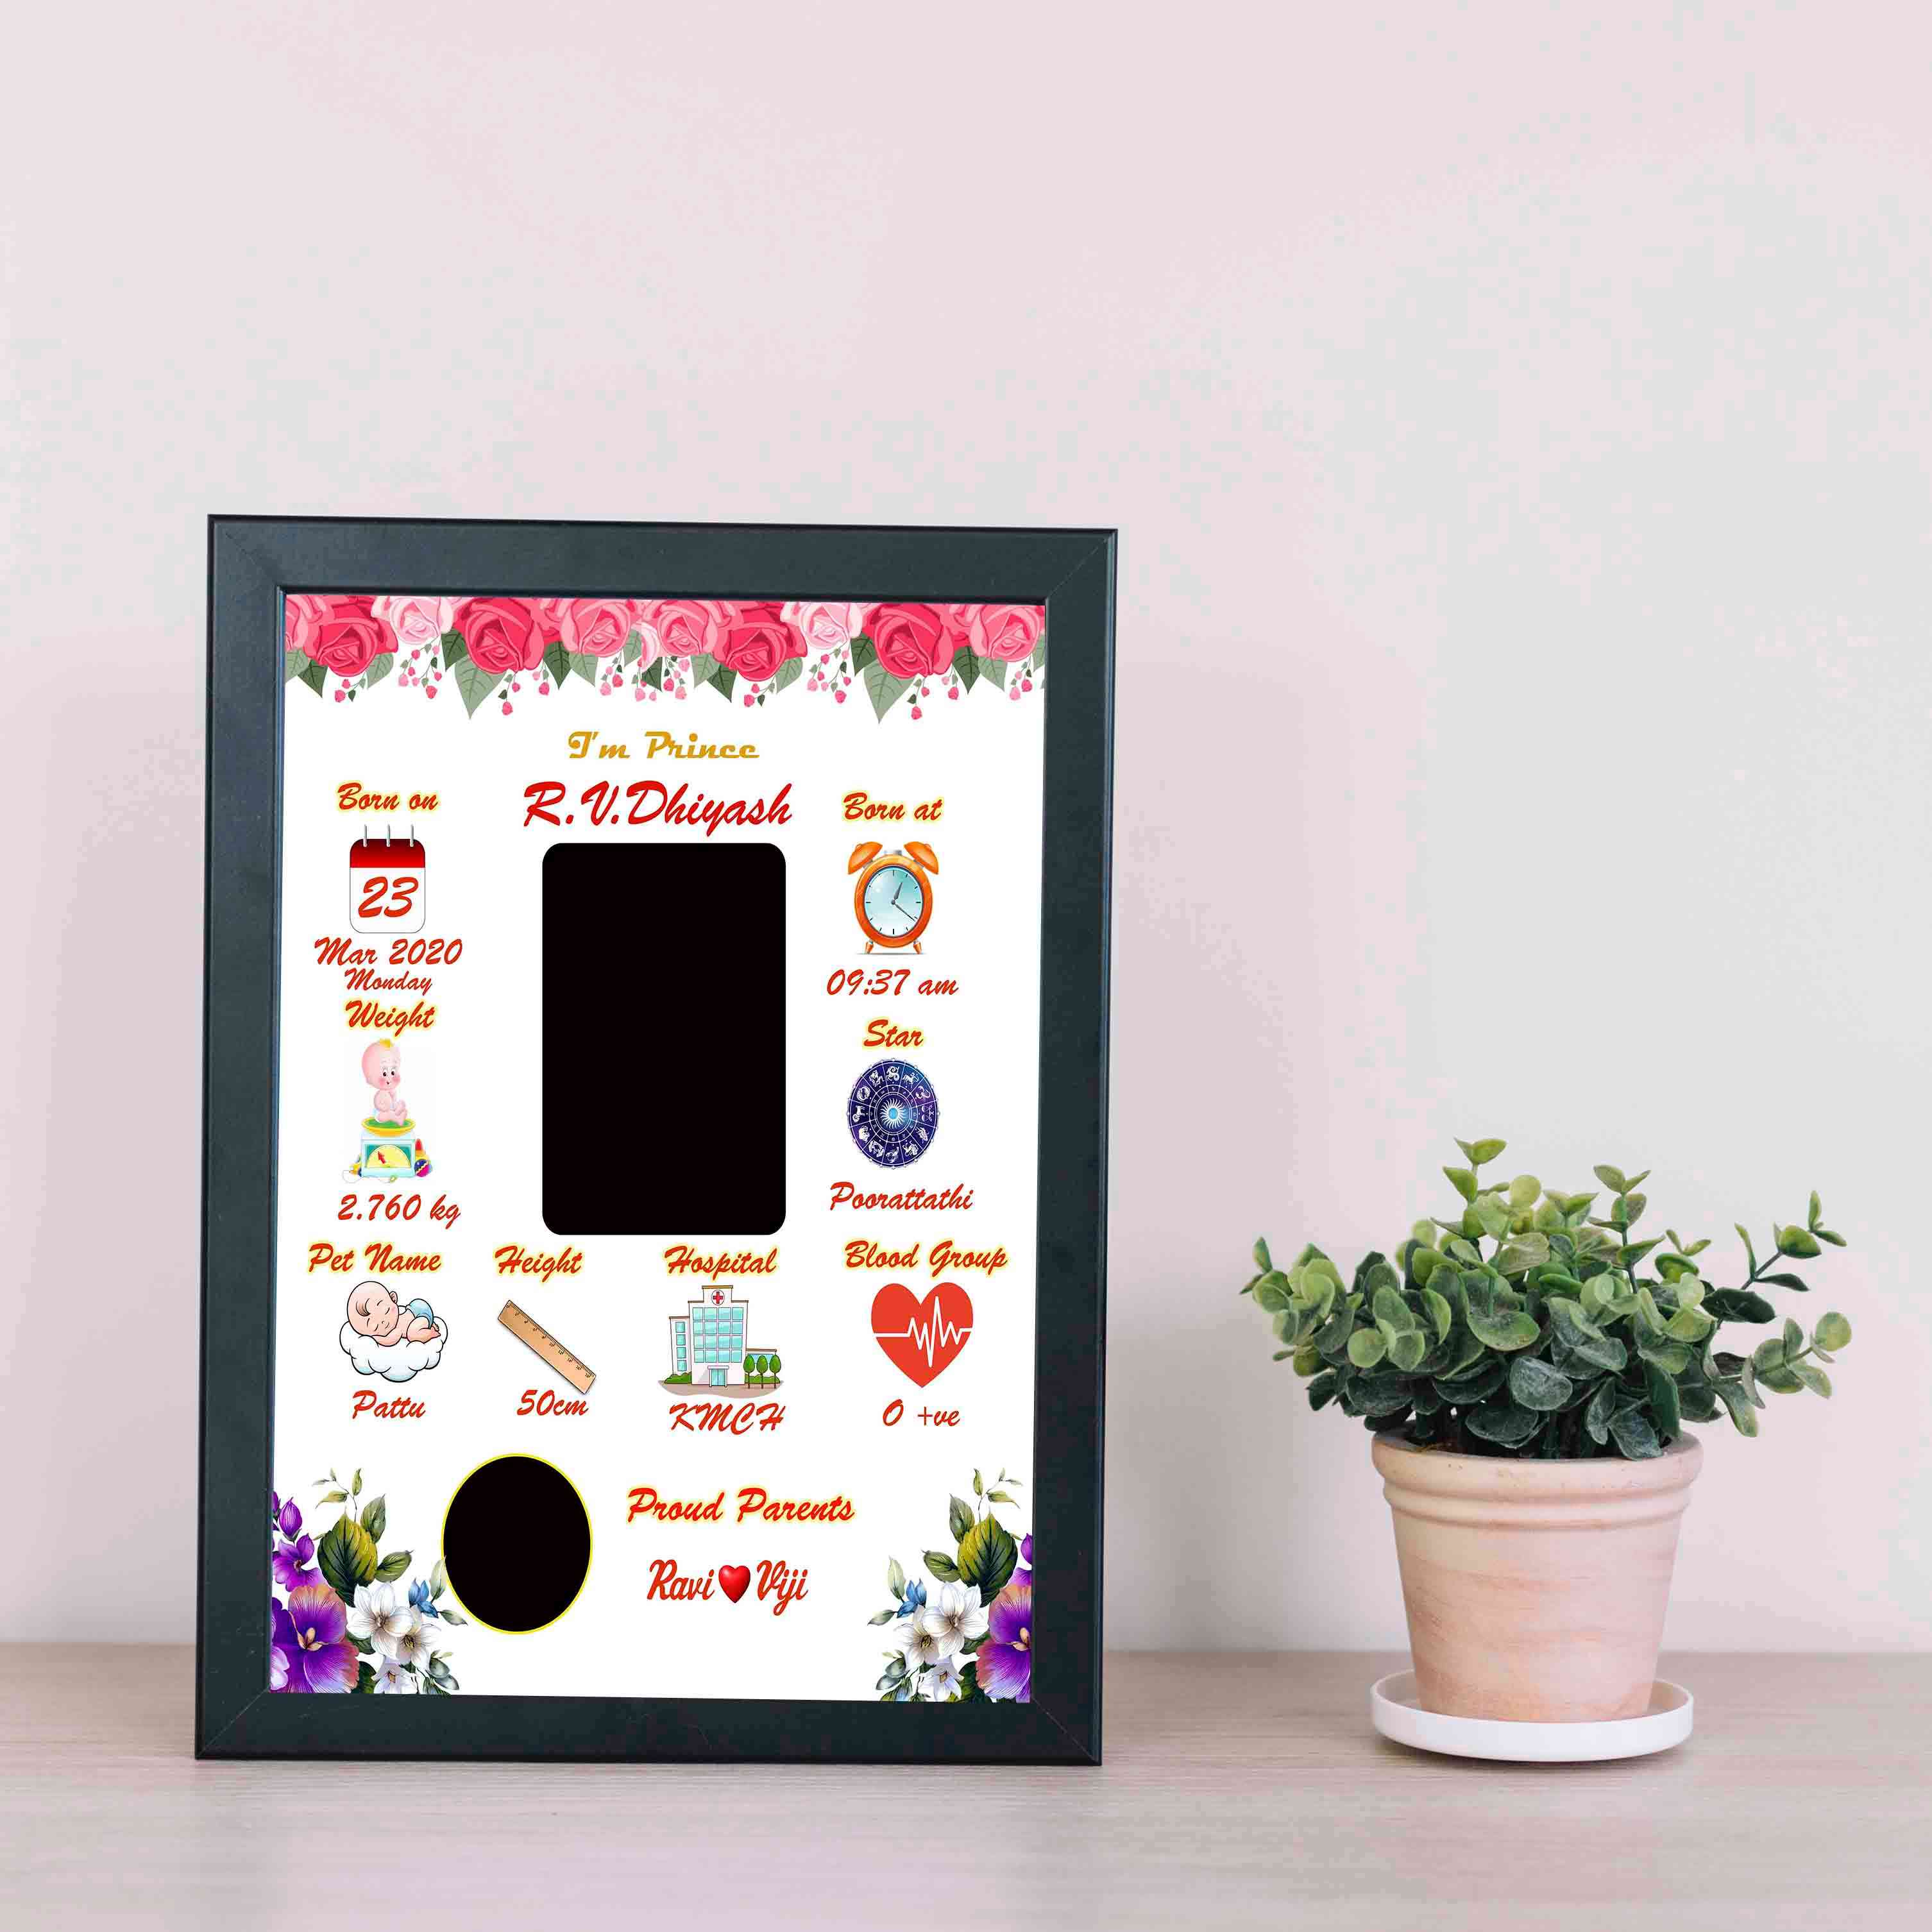 I'm Prince
R.V.Dhiyash
Born on
23
Mar 2020
Monday
Weight
2.760 kg
Born at
09:37 am
Star
Poorattathi
Pet Name
Pattu
Height
50cm
Hospital
KMCH
Blood Group
O +ve
Proud Parents
Ravi Viji